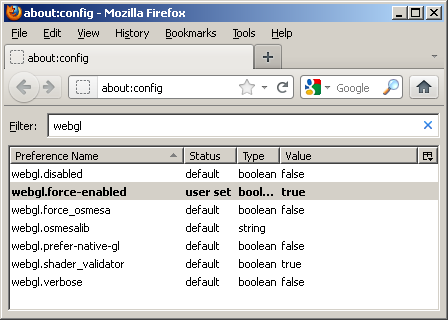 about:config - Mozilla Firefox
File Edit View History Bookmarks Tools Help
about:config
about:config Google
Filter: webgl
Preference Name Status Type Value
webgl.disabled default boolean false
webgl.force-enabled user set bool... true
webgl.force_osmesa default boolean false
webgl.osmesalib default string
webgl.prefer-native-gl default boolean false
webgl.shader_validator default boolean true
webgl.verbose default boolean false